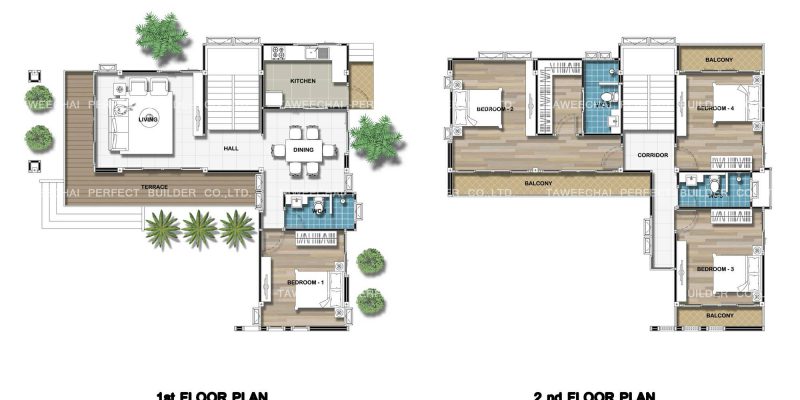 KITCHEN
LIVING
HALL
DINING
TERRACE
BEDROOM - 1
1st FLOOR PLAN
BALCONY
BEDROOM - 2
BEDROOM - 4
CORRIDOR
BALCONY
BEDROOM - 3
BALCONY
2 nd FLOOR PLAN
TAWEECHAI PERFECT BUILDER CO.,LTD.